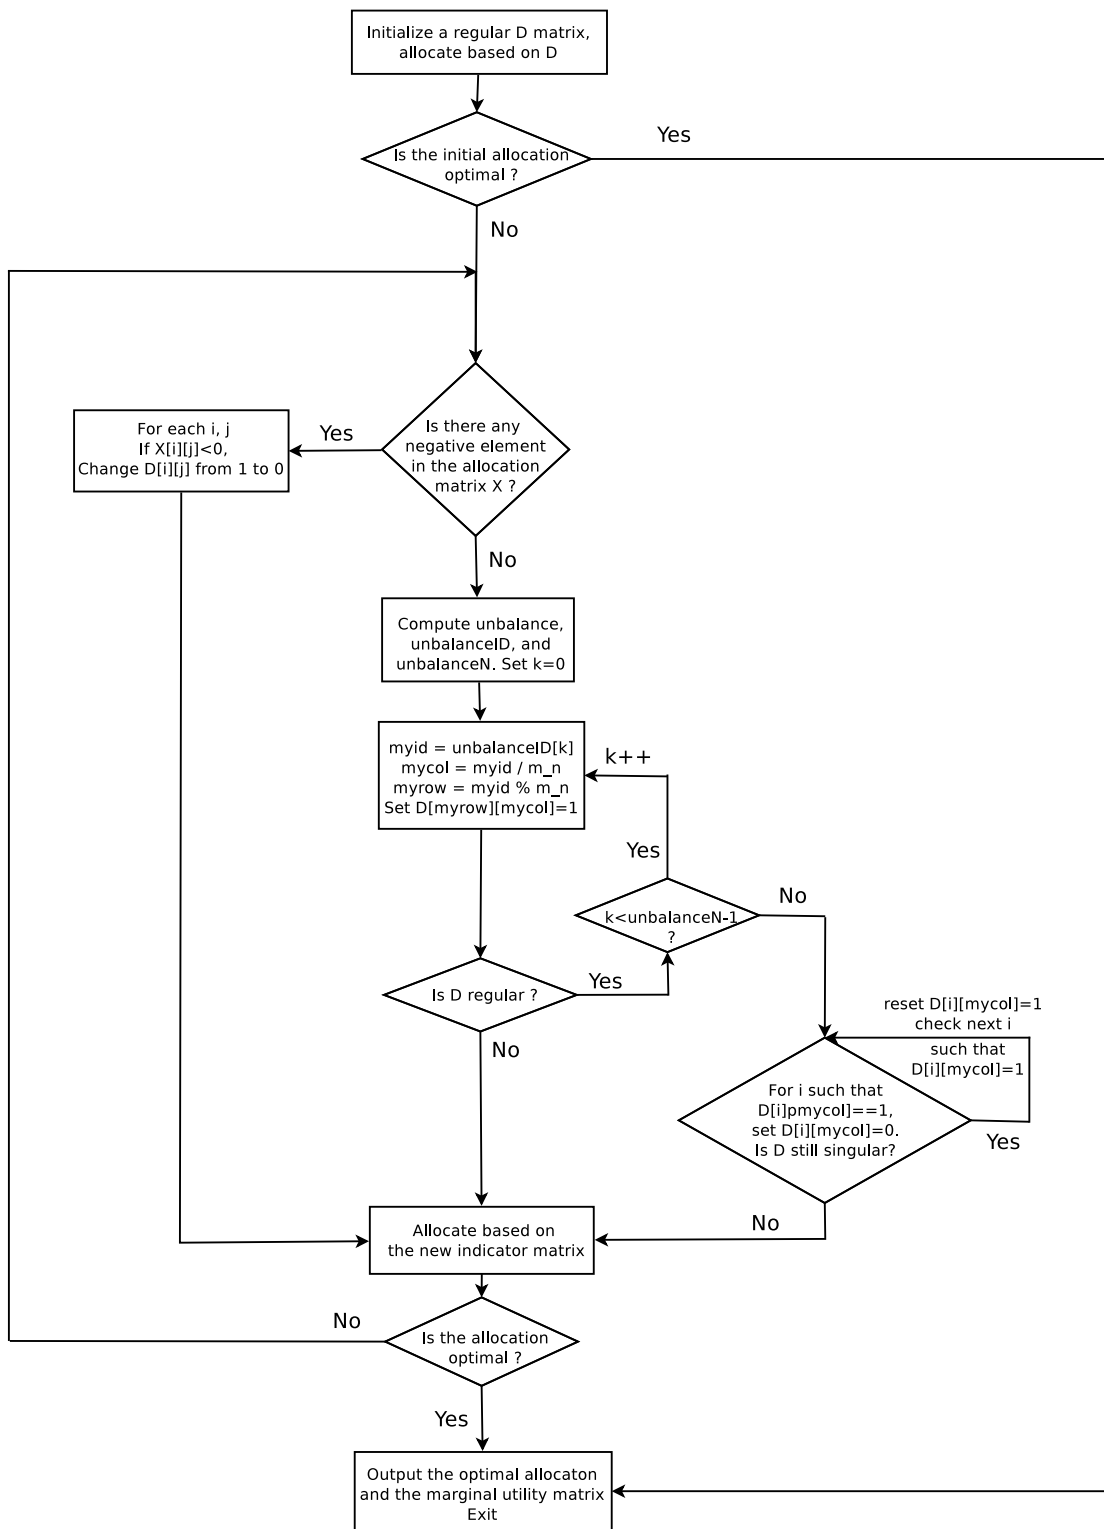 Initialize a regular D matrix,
allocate based on D
Yes
Is the initial allocation
optimal ?
No
Is there any
negative element
in the allocation
matrix X ?
Yes
For each i, j
If X[i][j]<0,
Change D[i][j] from 1 to 0
No
Compute unbalance,
unbalanceID, and
unbalanceN. Set k=0
myid = unbalanceID[k]
mycol = myid / m_n
myrow = myid % m_n
Set D[myrow][mycol]=1
k++
Yes
No
k<unbalanceN-1
?
Is D regular ?
Yes
No
reset D[i][mycol]=1
check next i
such that
D[i][mycol]=1
For i such that
D[i]pmycol]==1,
set D[i][mycol]=0.
Is D still singular?
Yes
No
Allocate based on
the new indicator matrix
No
Is the allocation
optimal ?
Yes
Output the optimal allocaton
and the marginal utility matrix
Exit